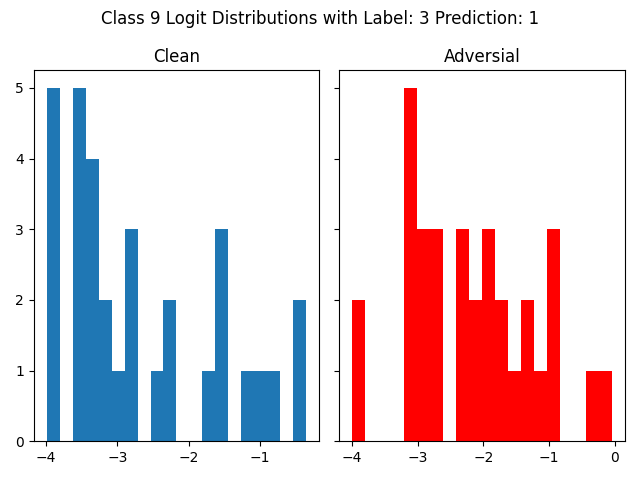 Class 9 Logit Distributions with Label: 3 Prediction: 1
Clean
Adversial
5
4
3
2
1
0
−4 −3 −2 −1
−4 −3 −2 −1 0